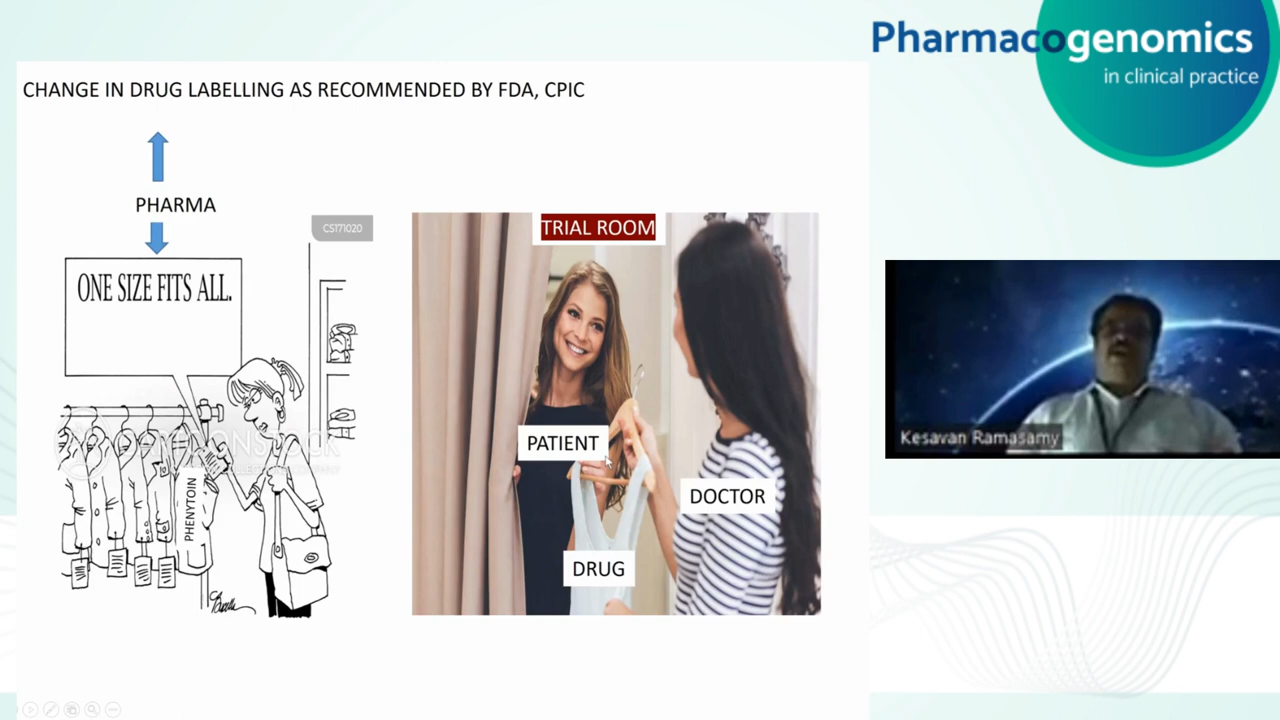 Pharmacogenomics
in clinical practice
CHANGE IN DRUG LABELLING AS RECOMMENDED BY FDA, CPIC
PHARMA
CS171020
ONE SIZE FITS ALL.
PHENYTOIN
TRIAL ROOM
PATIENT
DOCTOR
DRUG
Kesavan Ramasamy